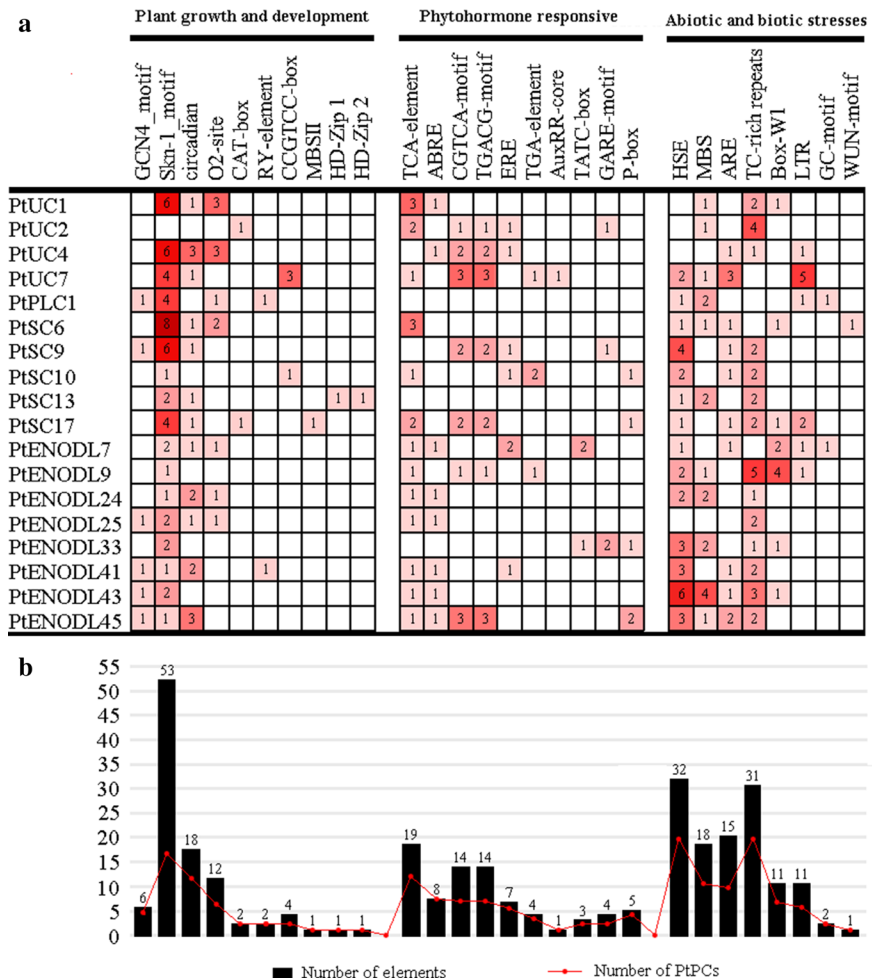 a
Plant growth and development
Phytohormone responsive
Abiotic and biotic stresses
GCN4_motif
Skn-1_motif
circadian
O2-site
CAT-box
RY-element
CCGTCC-box
MBSII
HD-Zip 1
HD-Zip 2
TCA-element
ABRE
CGTCA-motif
TGACG-motif
ERE
TGA-element
AuxRR-core
TATC-box
GARE-motif
P-box
HSE
MBS
ARE
TC-rich repeats
Box-W1
LTR
GC-motif
WUN-motif
PtUC1 6 1 3 3 1 1 2 1
PtUC2 1 2 1 1 1 1 1 4
PtUC4 6 3 3 1 2 2 1 1 1 1
PtUC7 4 1 3 1 3 3 1 1 2 1 3 5
PtPLC1 1 4 1 1 1 2 1 1
PtSC6 8 1 2 3 1 1 1 1 1
PtSC9 1 6 1 2 2 1 1 4 1 2
PtSC10 1 1 1 1 2 1 2 1 2
PtSC13 2 1 1 1 1 2 2
PtSC17 4 1 1 1 2 2 2 1 1 1 2 1 2
PtENODL7 2 1 1 1 1 2 2 1 1 2 1 1
PtENODL9 1 1 1 1 1 2 1 5 4 1
PtENODL24 1 2 1 1 1 2 2 1
PtENODL25 1 2 1 1 1 1 2
PtENODL33 2 1 2 1 3 2 1 1
PtENODL41 1 1 2 1 1 1 1 3 1 2
PtENODL43 1 2 1 1 6 4 1 3 1
PtENODL45 1 1 3 1 1 3 3 2 3 1 2 2
b
55
50
45
40
35
30
25
20
15
10
5
0
6 53 18 12 2 2 4 1 1 1 19 8 14 14 7 4 1 3 4 5 32 18 15 31 11 11 2 1
Number of elements
Number of PtPCs